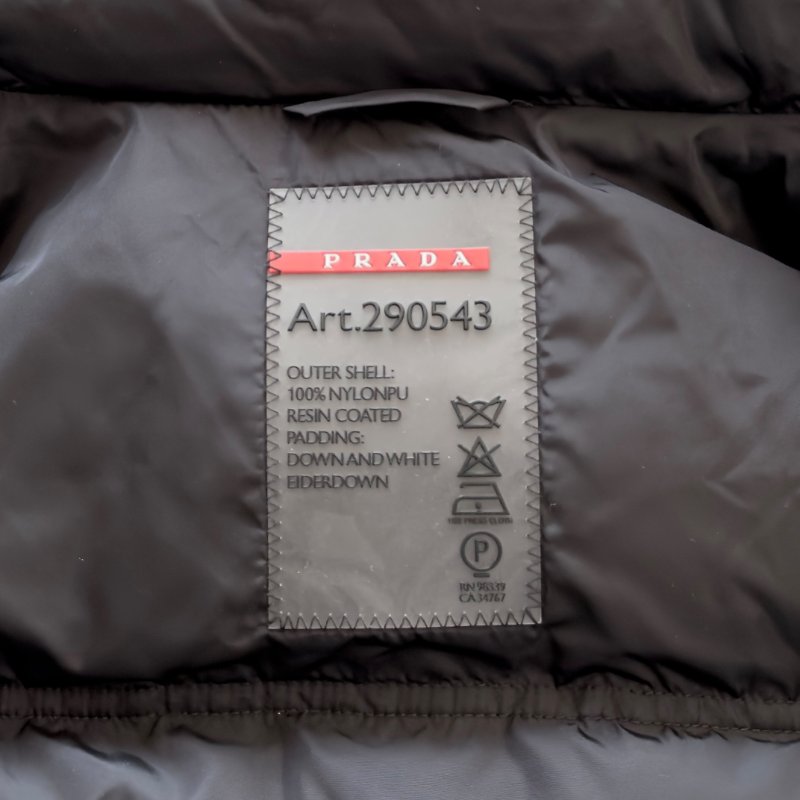 PRADA
Art.290543
OUTER SHELL:
100% NYLONPU
RESIN COATED
PADDING:
DOWN AND WHITE
EIDERDOWN
USE PRESS CLOTH
P
RN 98339
CA 34767